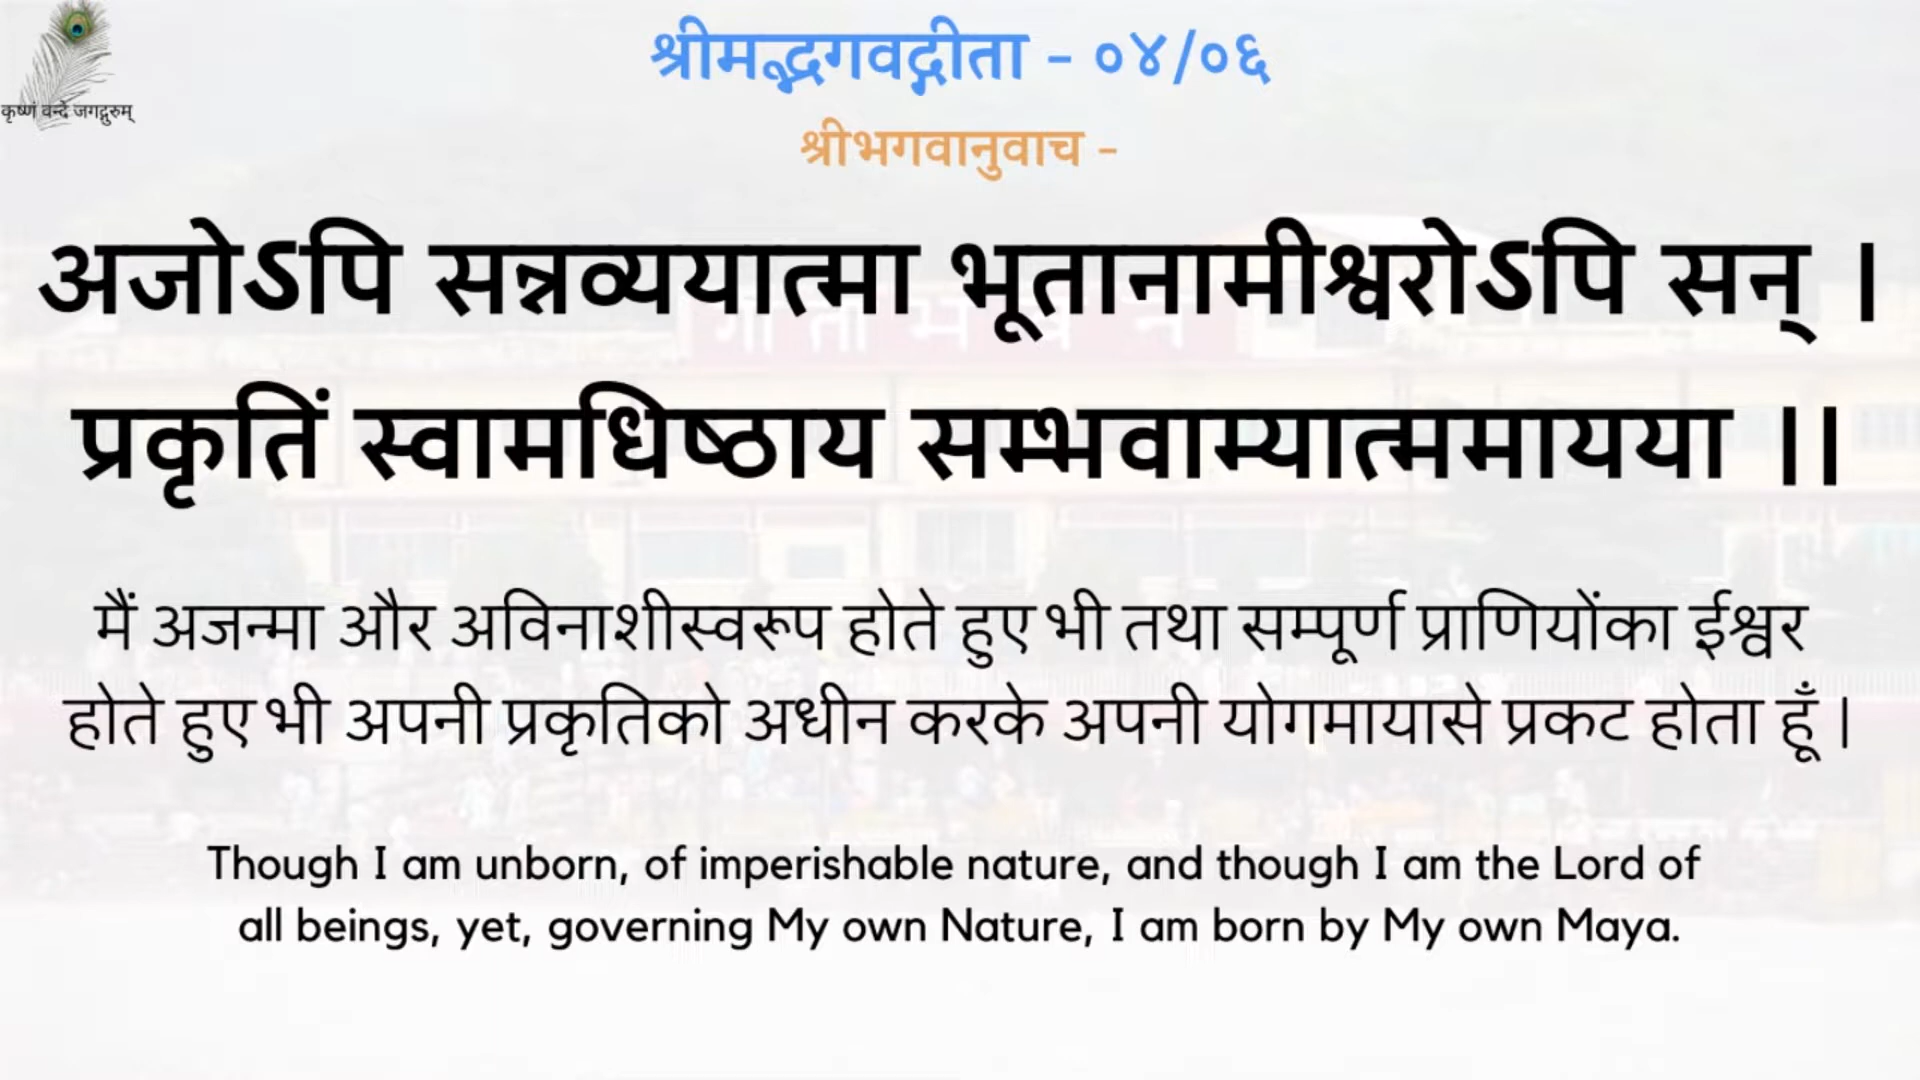 कृष्णं वन्दे जगद्गुरुम्
श्रीमद्भगवद्गीता - ०४/०६
श्रीभगवानुवाच -
अजोऽपि सन्नव्ययात्मा भूतानामीश्वरोऽपि सन् ।
गीता भवन
प्रकृतिं स्वामधिष्ठाय सम्भवाम्यात्ममायया ।।
मैं अजन्मा और अविनाशीस्वरूप होते हुए भी तथा सम्पूर्ण प्राणियोंका ईश्वर
होते हुए भी अपनी प्रकृतिको अधीन करके अपनी योगमायासे प्रकट होता हूँ ।
Though I am unborn, of imperishable nature, and though I am the Lord of
all beings, yet, governing My own Nature, I am born by My own Maya.